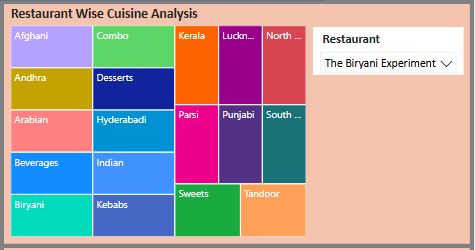 Restaurant Wise Cuisine Analysis
Afghani
Combo
Kerala
Luckn...
North ...
Andhra
Desserts
Arabian
Hyderabadi
Parsi
Punjabi
South ...
Beverages
Indian
Biryani
Kebabs
Sweets
Tandoor
Restaurant
The Biryani Experiment